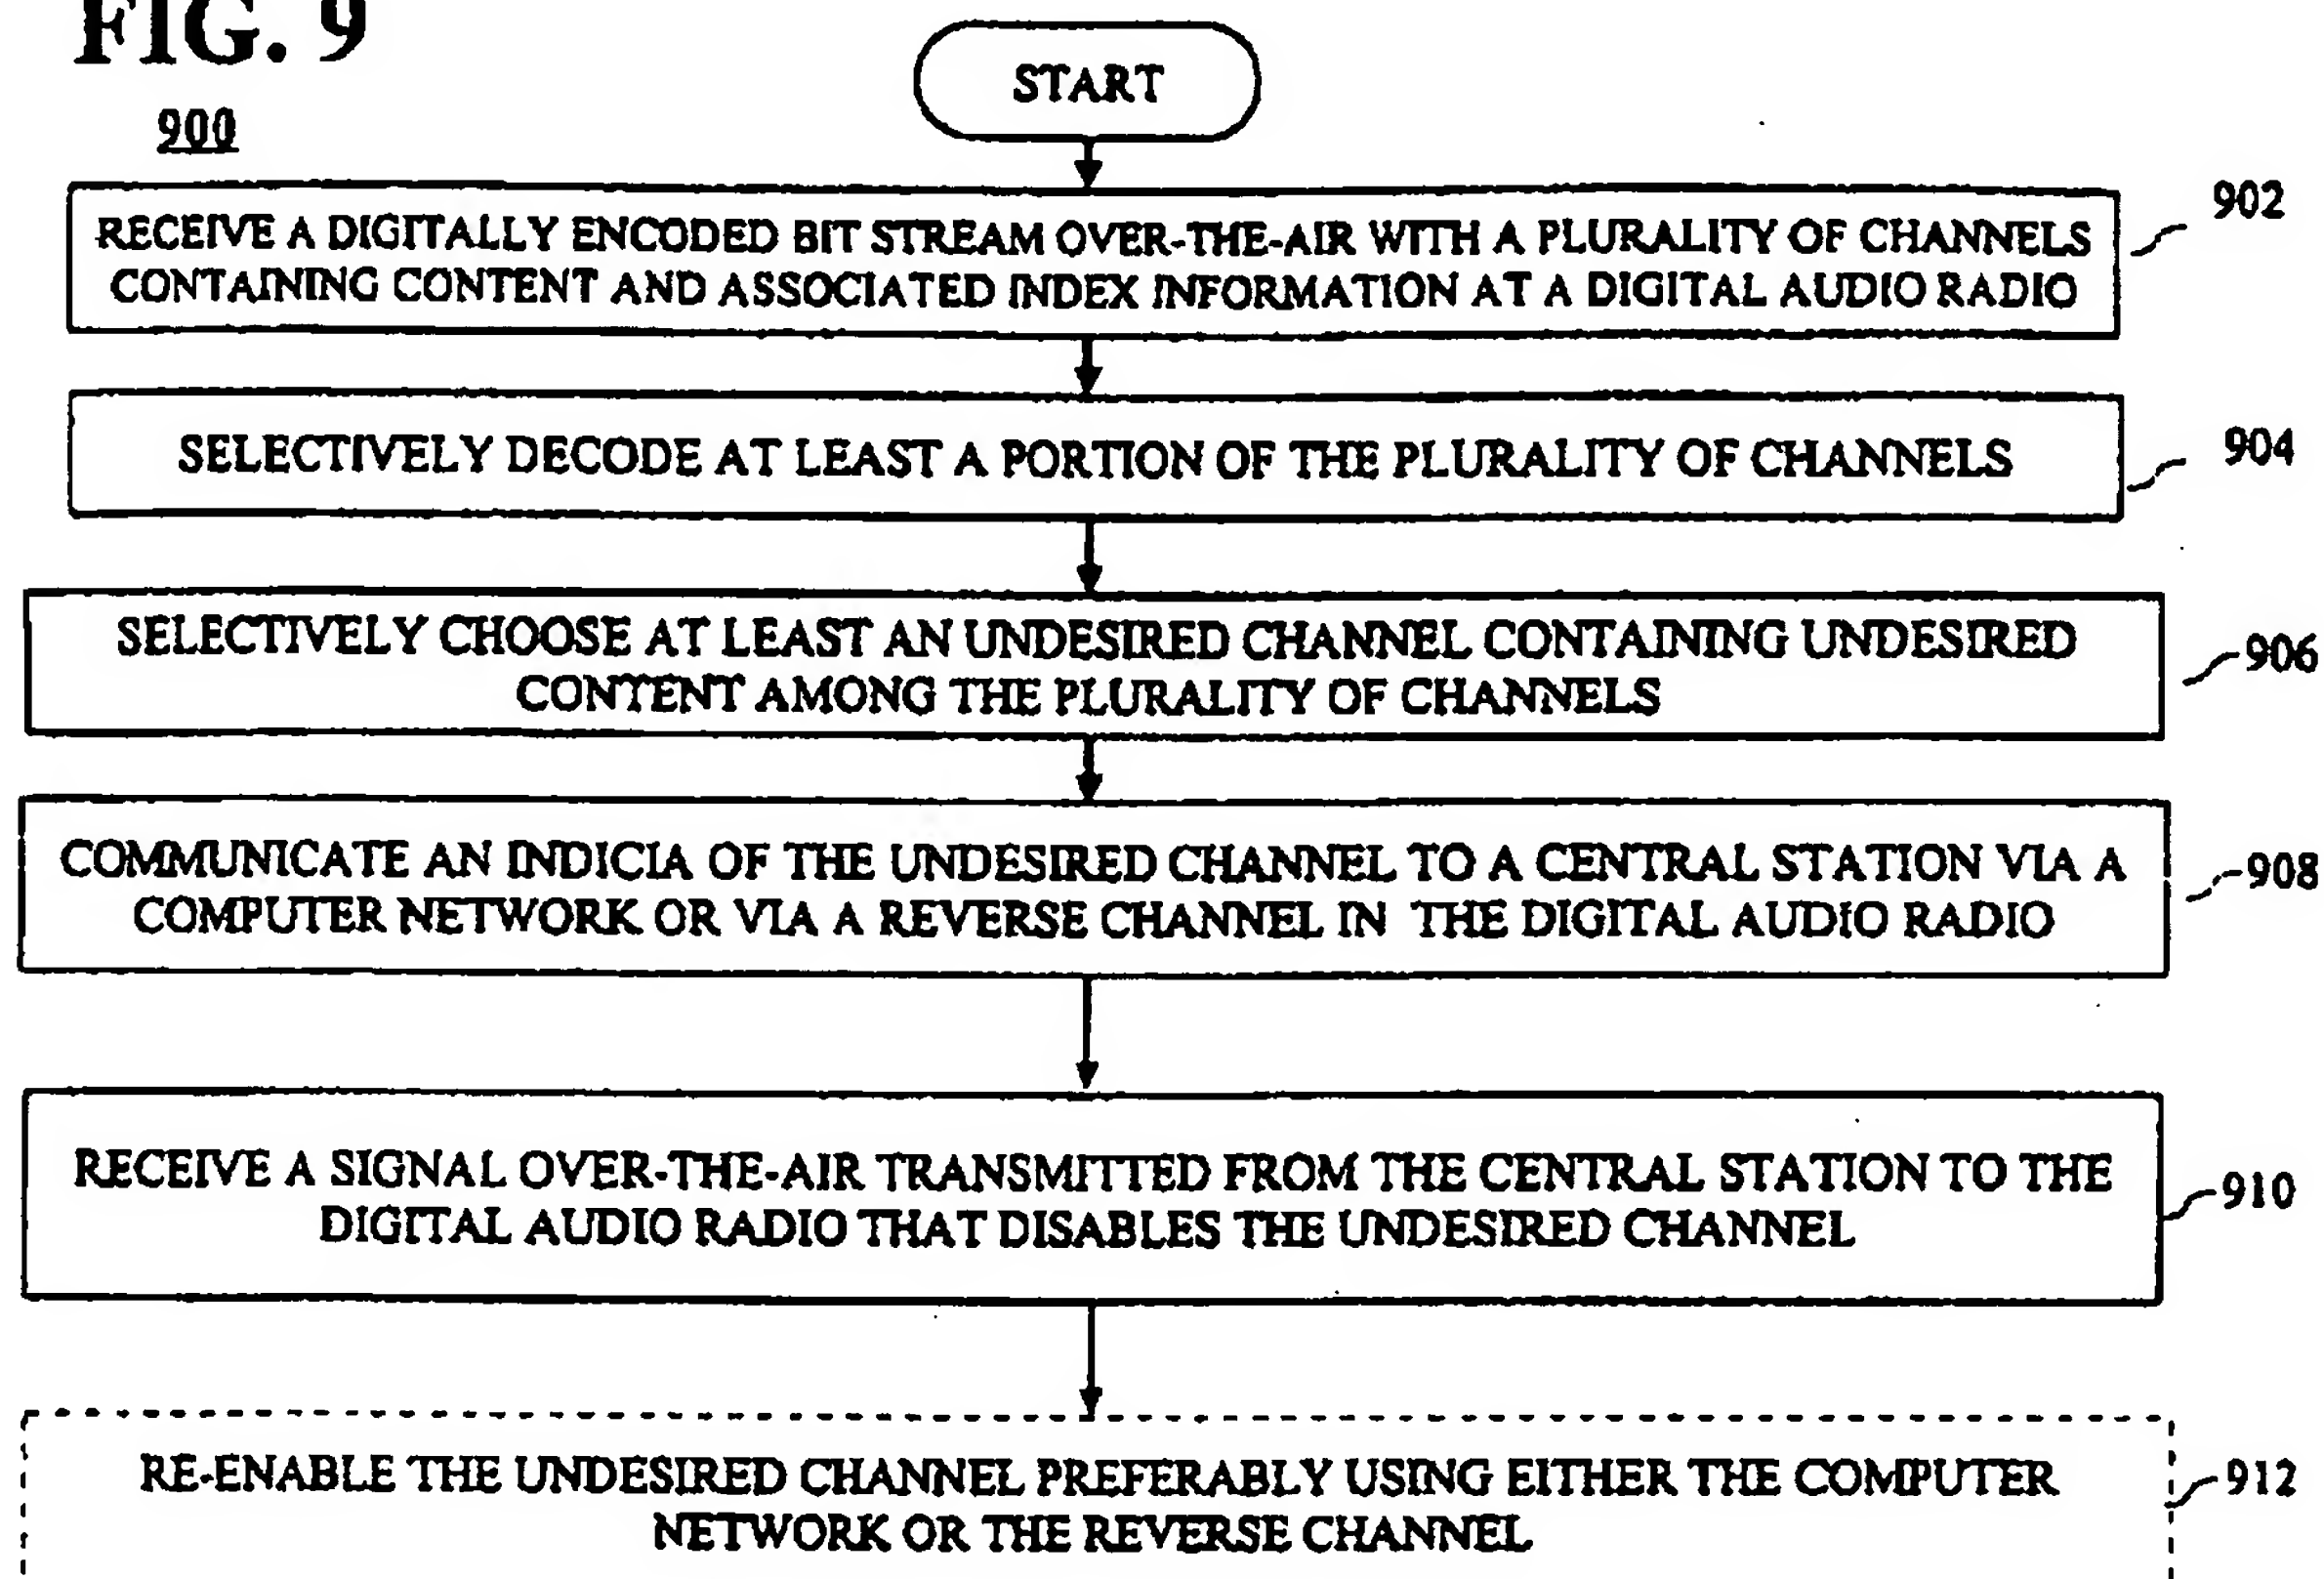 FIG. 9
900
START
RECEIVE A DIGITALLY ENCODED BIT STREAM OVER-THE-AIR WITH A PLURALITY OF CHANNELS
CONTAINING CONTENT AND ASSOCIATED INDEX INFORMATION AT A DIGITAL AUDIO RADIO
902
SELECTIVELY DECODE AT LEAST A PORTION OF THE PLURALITY OF CHANNELS
904
SELECTIVELY CHOOSE AT LEAST AN UNDESIRED CHANNEL CONTAINING UNDESIRED
CONTENT AMONG THE PLURALITY OF CHANNELS
906
COMMUNICATE AN INDICIA OF THE UNDESIRED CHANNEL TO A CENTRAL STATION VIA A
COMPUTER NETWORK OR VIA A REVERSE CHANNEL IN THE DIGITAL AUDIO RADIO
908
RECEIVE A SIGNAL OVER-THE-AIR TRANSMITTED FROM THE CENTRAL STATION TO THE
DIGITAL AUDIO RADIO THAT DISABLES THE UNDESIRED CHANNEL
910
RE-ENABLE THE UNDESIRED CHANNEL PREFERABLY USING EITHER THE COMPUTER
NETWORK OR THE REVERSE CHANNEL
912